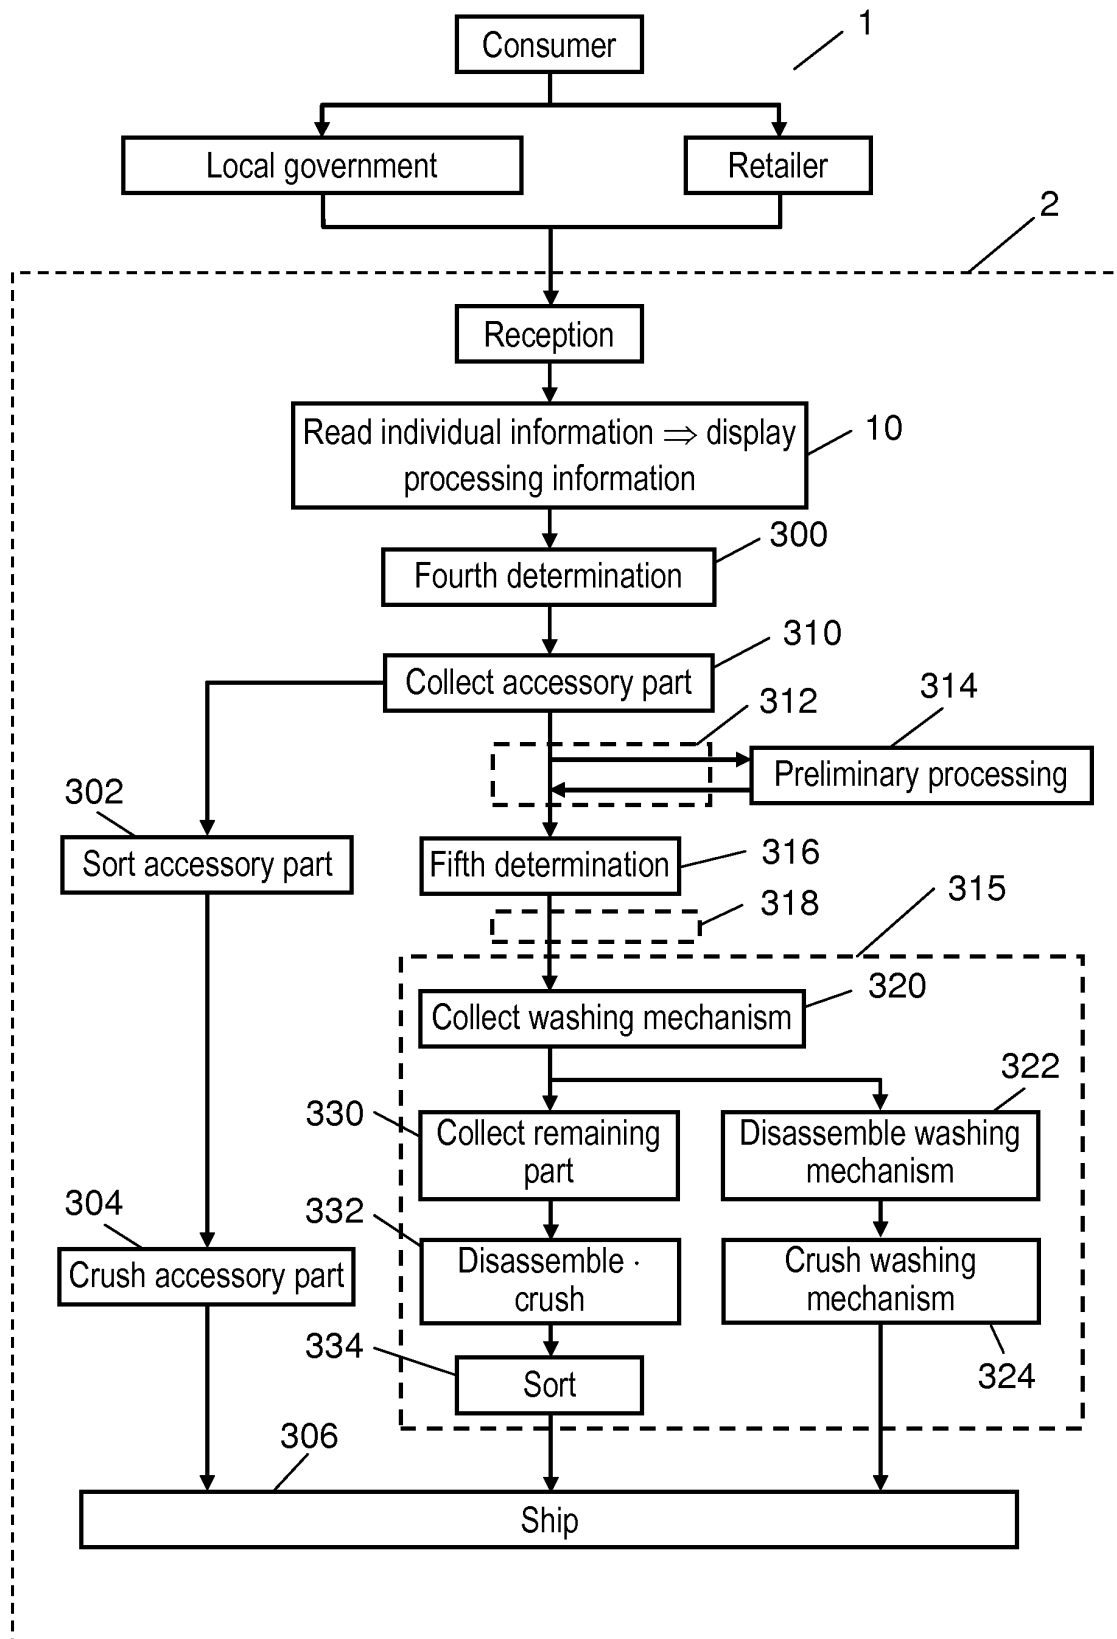 Consumer
1
Local government
Retailer
2
Reception
Read individual information ⇒ display
processing information
10
300
Fourth determination
310
Collect accessory part
312
314
Preliminary processing
302
Sort accessory part
Fifth determination
316
318
315
320
Collect washing mechanism
322
330
Collect remaining
part
Disassemble washing
mechanism
304
332
Crush accessory part
Disassemble ·
crush
Crush washing
mechanism
334
Sort
324
306
Ship